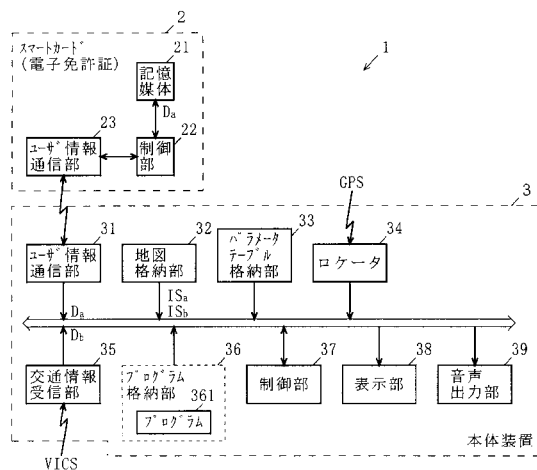 2
スマートカード
(電子免許証)
21
記憶
媒体
1
Da
23
22
ユーザ情報
通信部
制御
部
GPS
3
31
32
33
34
ユーザ情報
通信部
地図
格納部
パラメータ
テーブル
格納部
ロケータ
Da
Db
ISa
ISb
35
36
37
38
39
交通情報
受信部
プログラム
格納部
361
プログラム
制御部
表示部
音声
出力部
本体装置
VICS